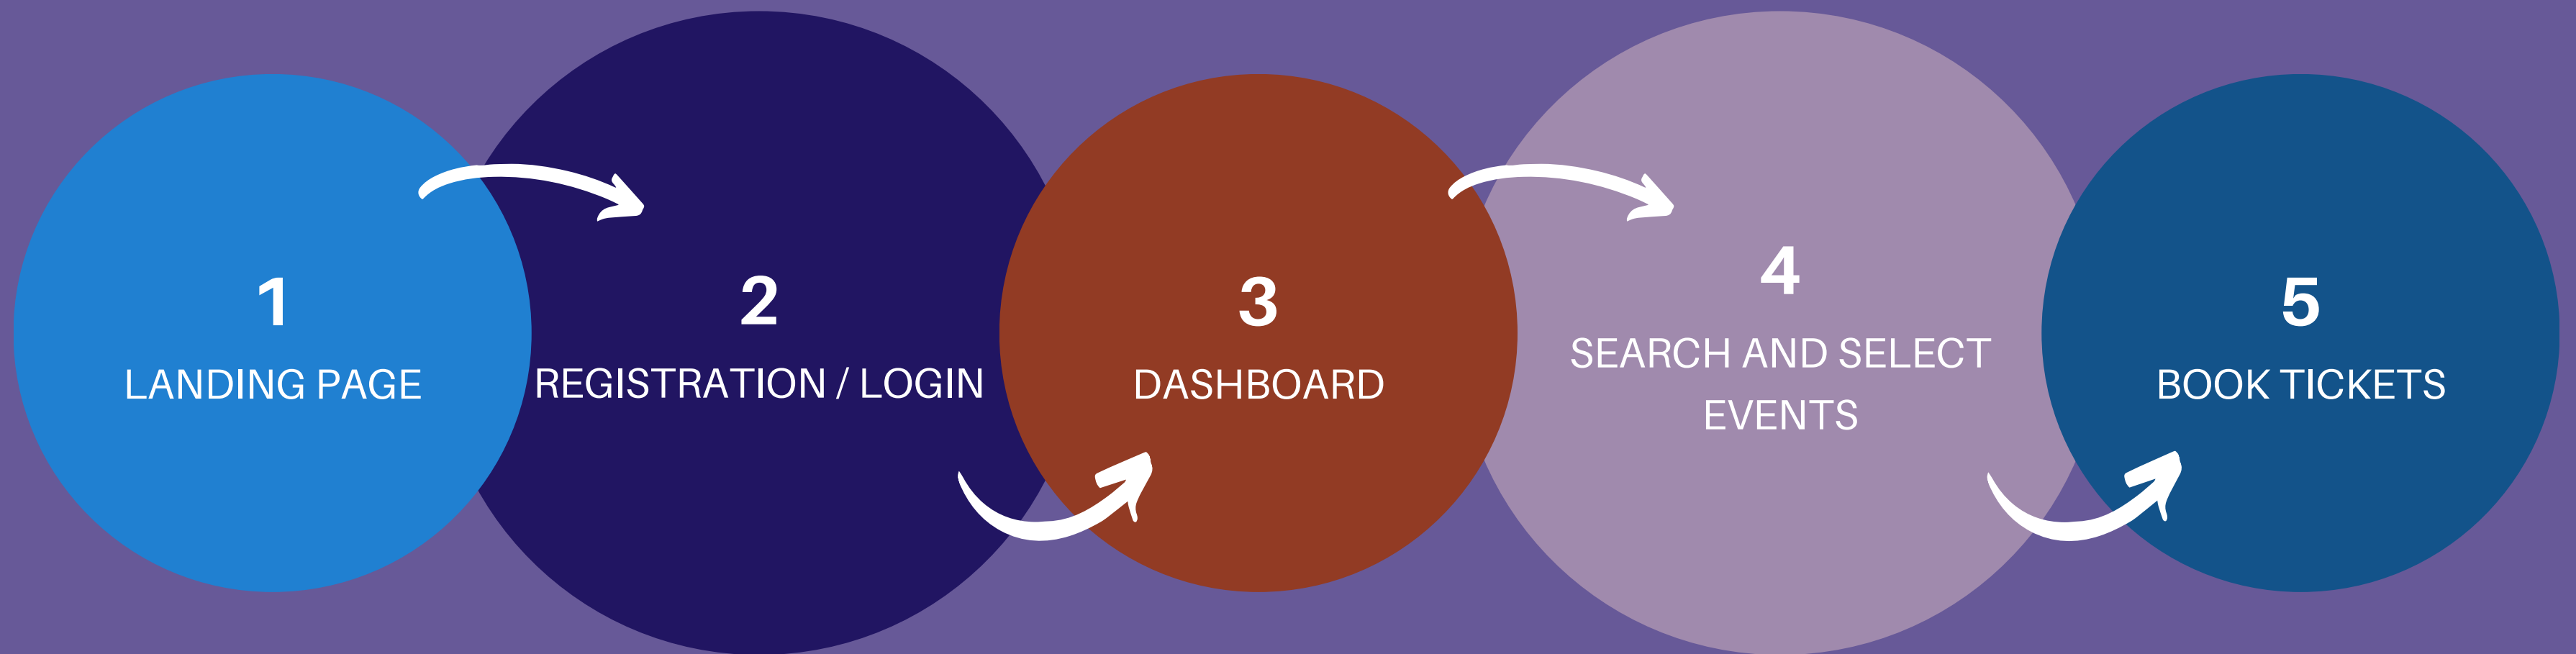 1
LANDING PAGE
2
REGISTRATION / LOGIN
3
DASHBOARD
4
SEARCH AND SELECT
EVENTS
5
BOOK TICKETS